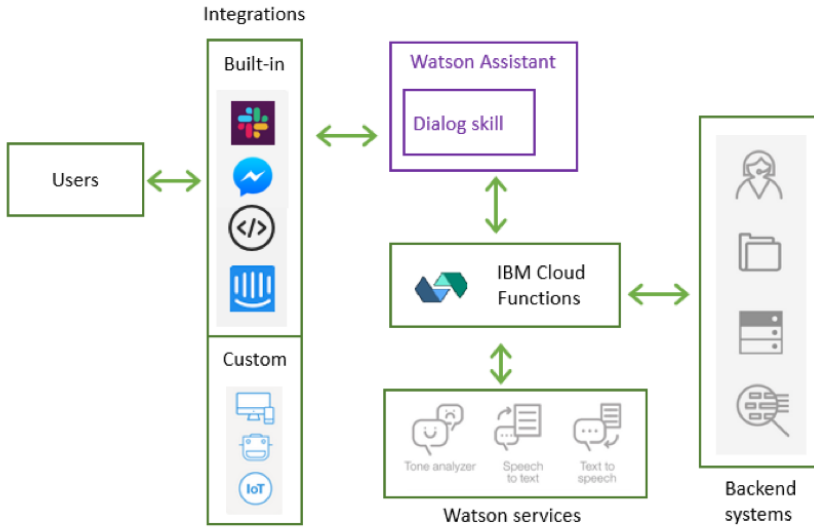 Integrations
Built-in
Watson Assistant
Dialog skill
Users
</>
IBM Cloud
Functions
Custom
IoT
Tone analyzer
Speech
to text
Text to
speech
Watson services
Backend
systems